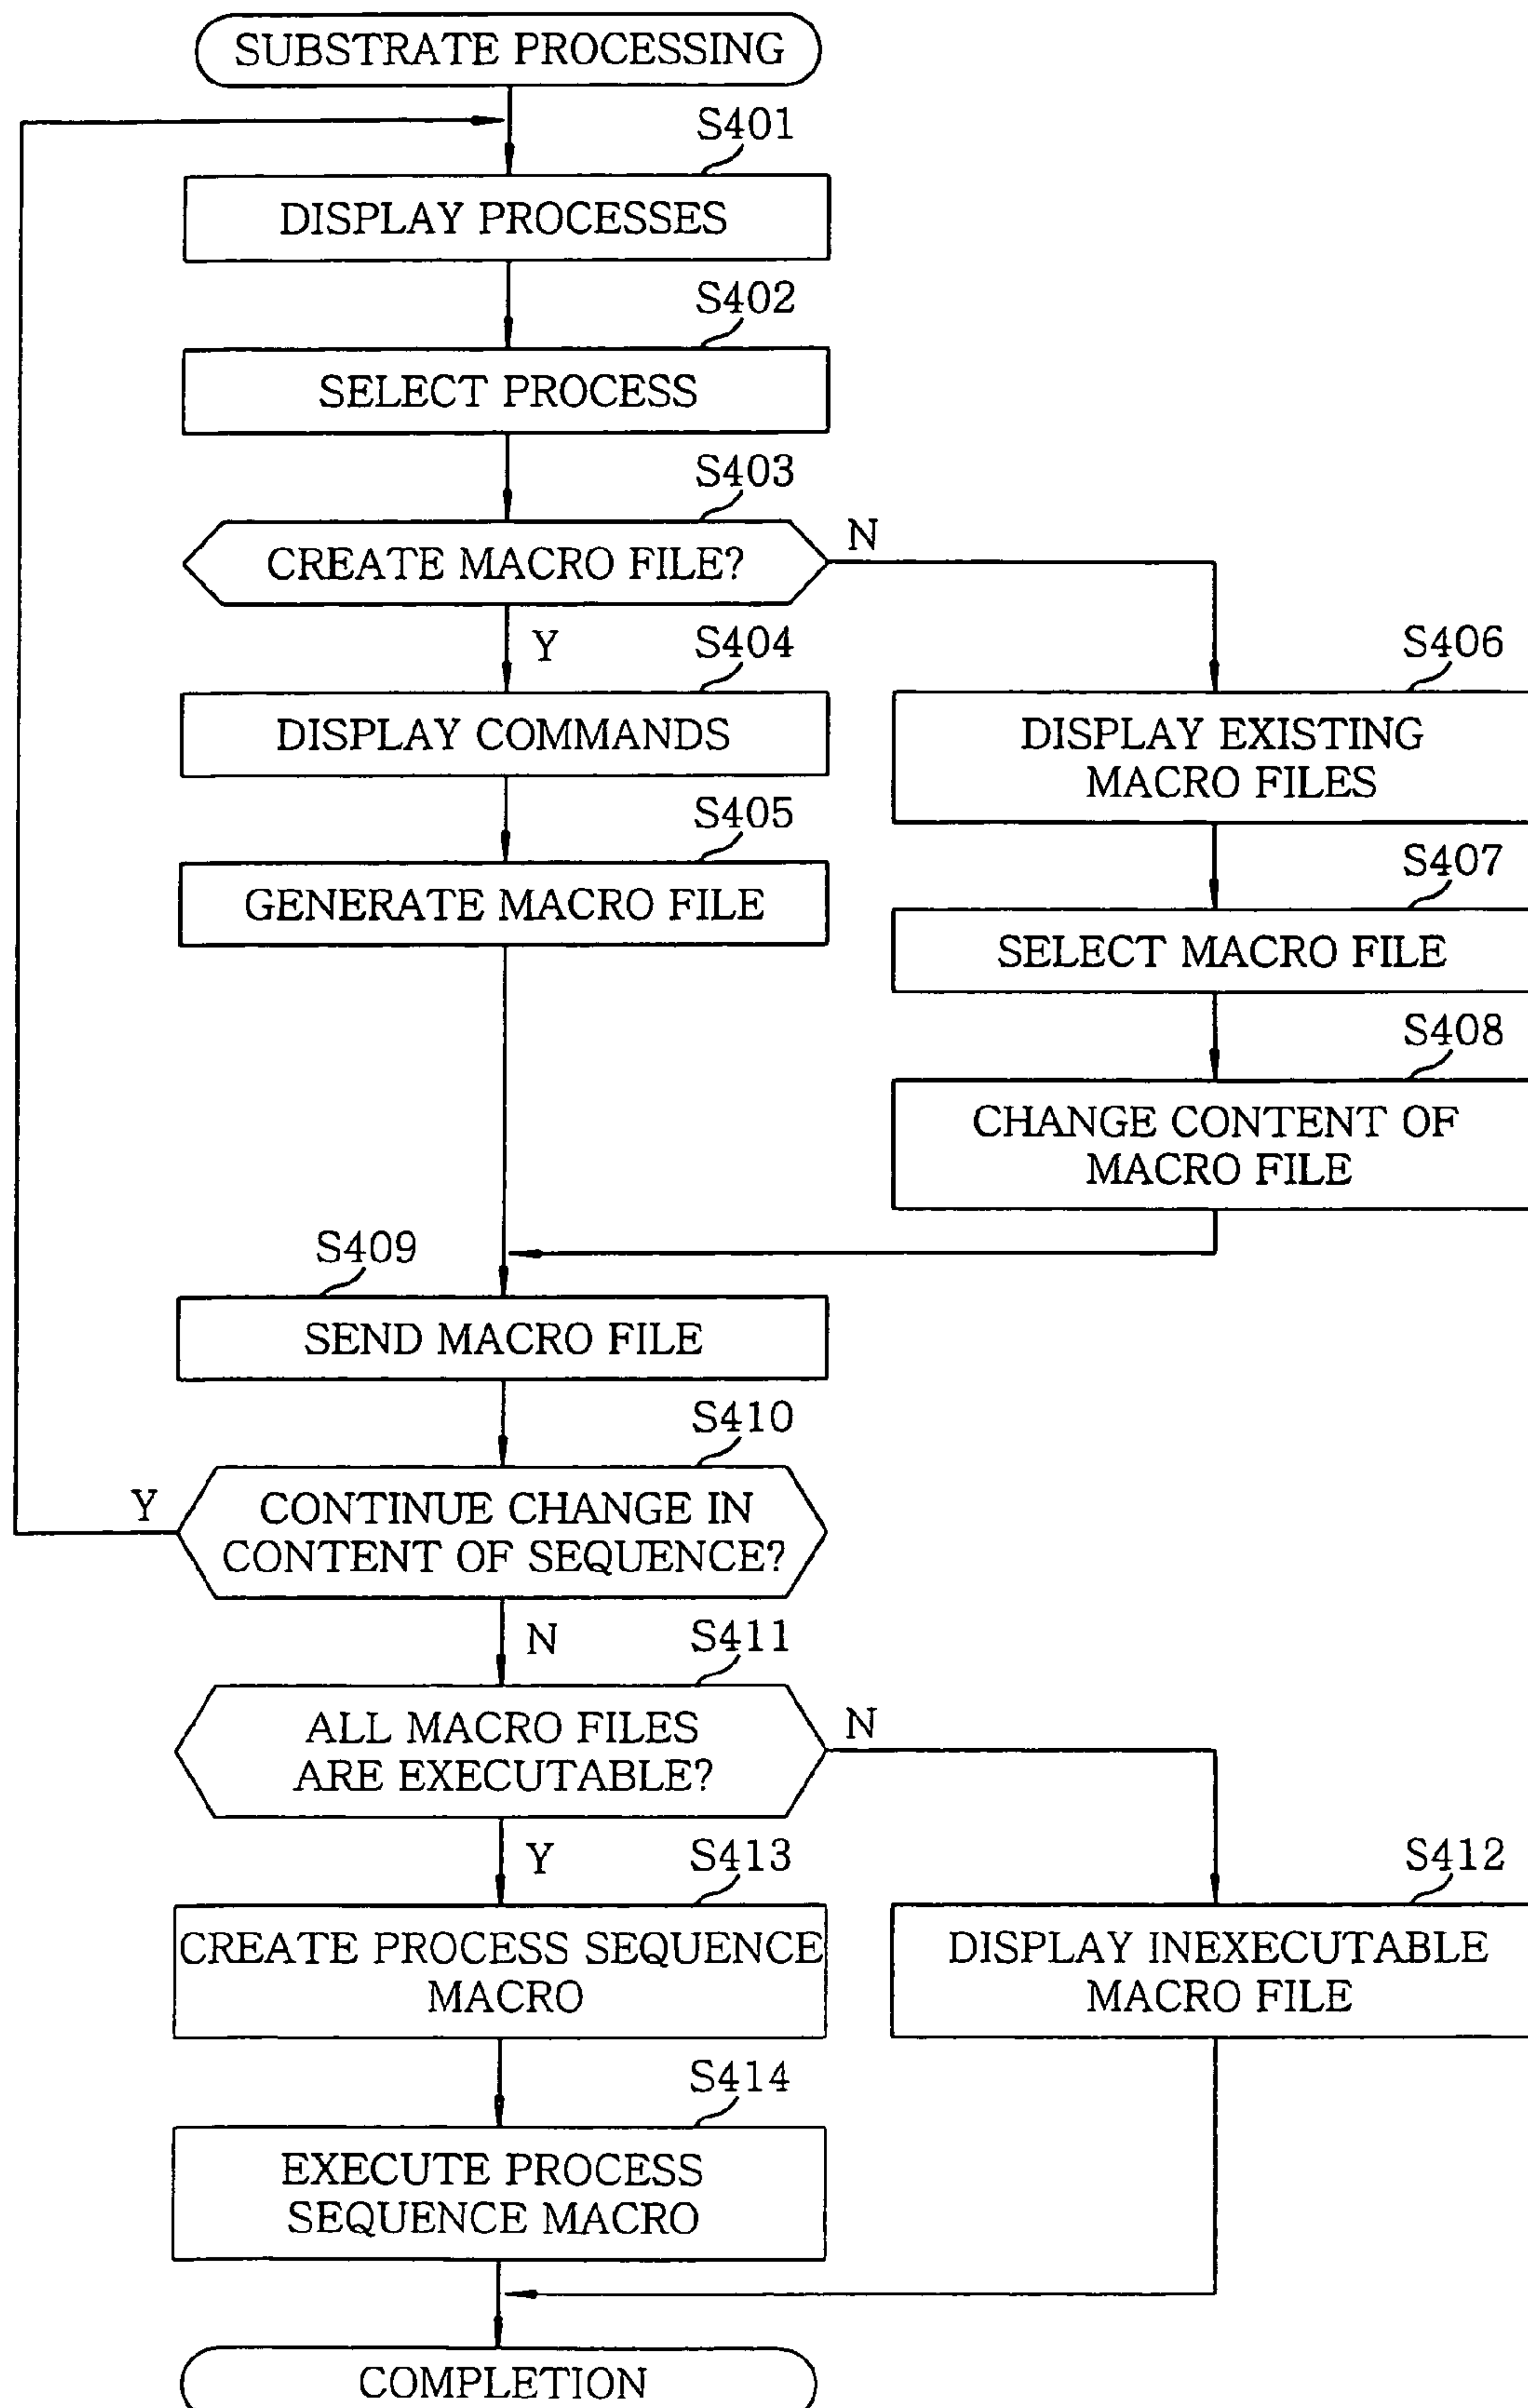 SUBSTRATE PROCESSING
S401
DISPLAY PROCESSES
S402
SELECT PROCESS
S403
CREATE MACRO FILE?
N
Y
S404
DISPLAY COMMANDS
S405
GENERATE MACRO FILE
S406
DISPLAY EXISTING
MACRO FILES
S407
SELECT MACRO FILE
S408
CHANGE CONTENT OF
MACRO FILE
S409
SEND MACRO FILE
S410
Y
CONTINUE CHANGE IN
CONTENT OF SEQUENCE?
N
S411
ALL MACRO FILES
ARE EXECUTABLE?
N
Y
S413
CREATE PROCESS SEQUENCE
MACRO
S412
DISPLAY INEXECUTABLE
MACRO FILE
S414
EXECUTE PROCESS
SEQUENCE MACRO
COMPLETION